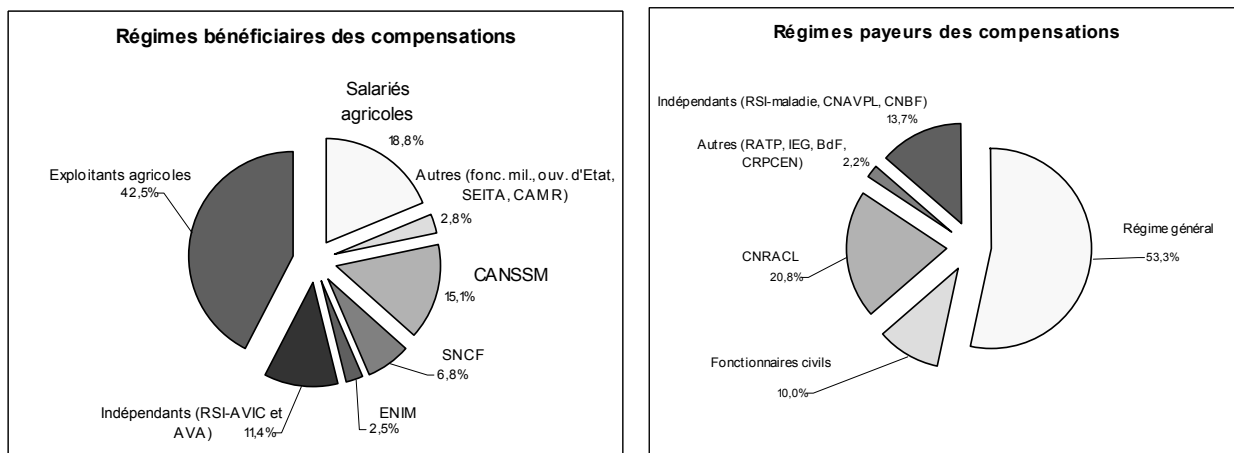 Régimes bénéficiaires des compensations
Salariés
agricoles
18,8%
Autres (fonc. mil., ouv. d'Etat,
SEITA, CAMR)
2,8%
CANSSM
15,1%
SNCF
6,8%
ENIM
2,5%
Indépendants (RSI-AVIC et
AVA)
11,4%
Exploitants agricoles
42,5%
Régimes payeurs des compensations
Indépendants (RSI-maladie, CNAVPL, CNBF)
13,7%
Autres (RATP, IEG, BdF,
CRPCEN)
2,2%
CNRACL
20,8%
Fonctionnaires civils
10,0%
Régime général
53,3%